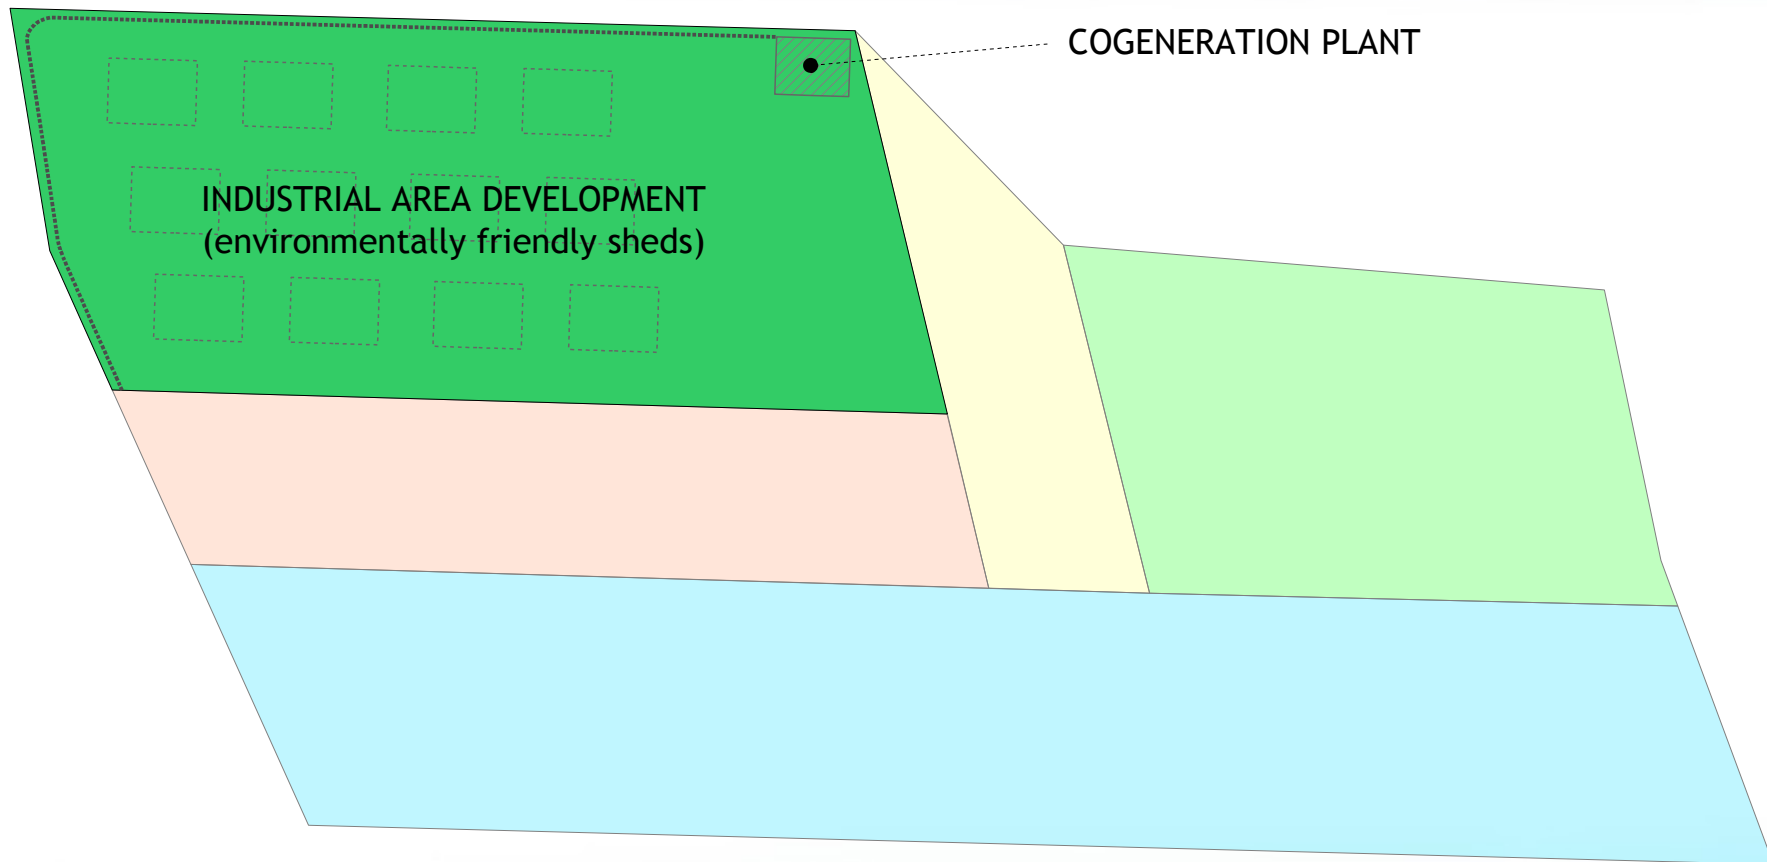 COGENERATION PLANT
INDUSTRIAL AREA DEVELOPMENT
(environmentally friendly sheds)